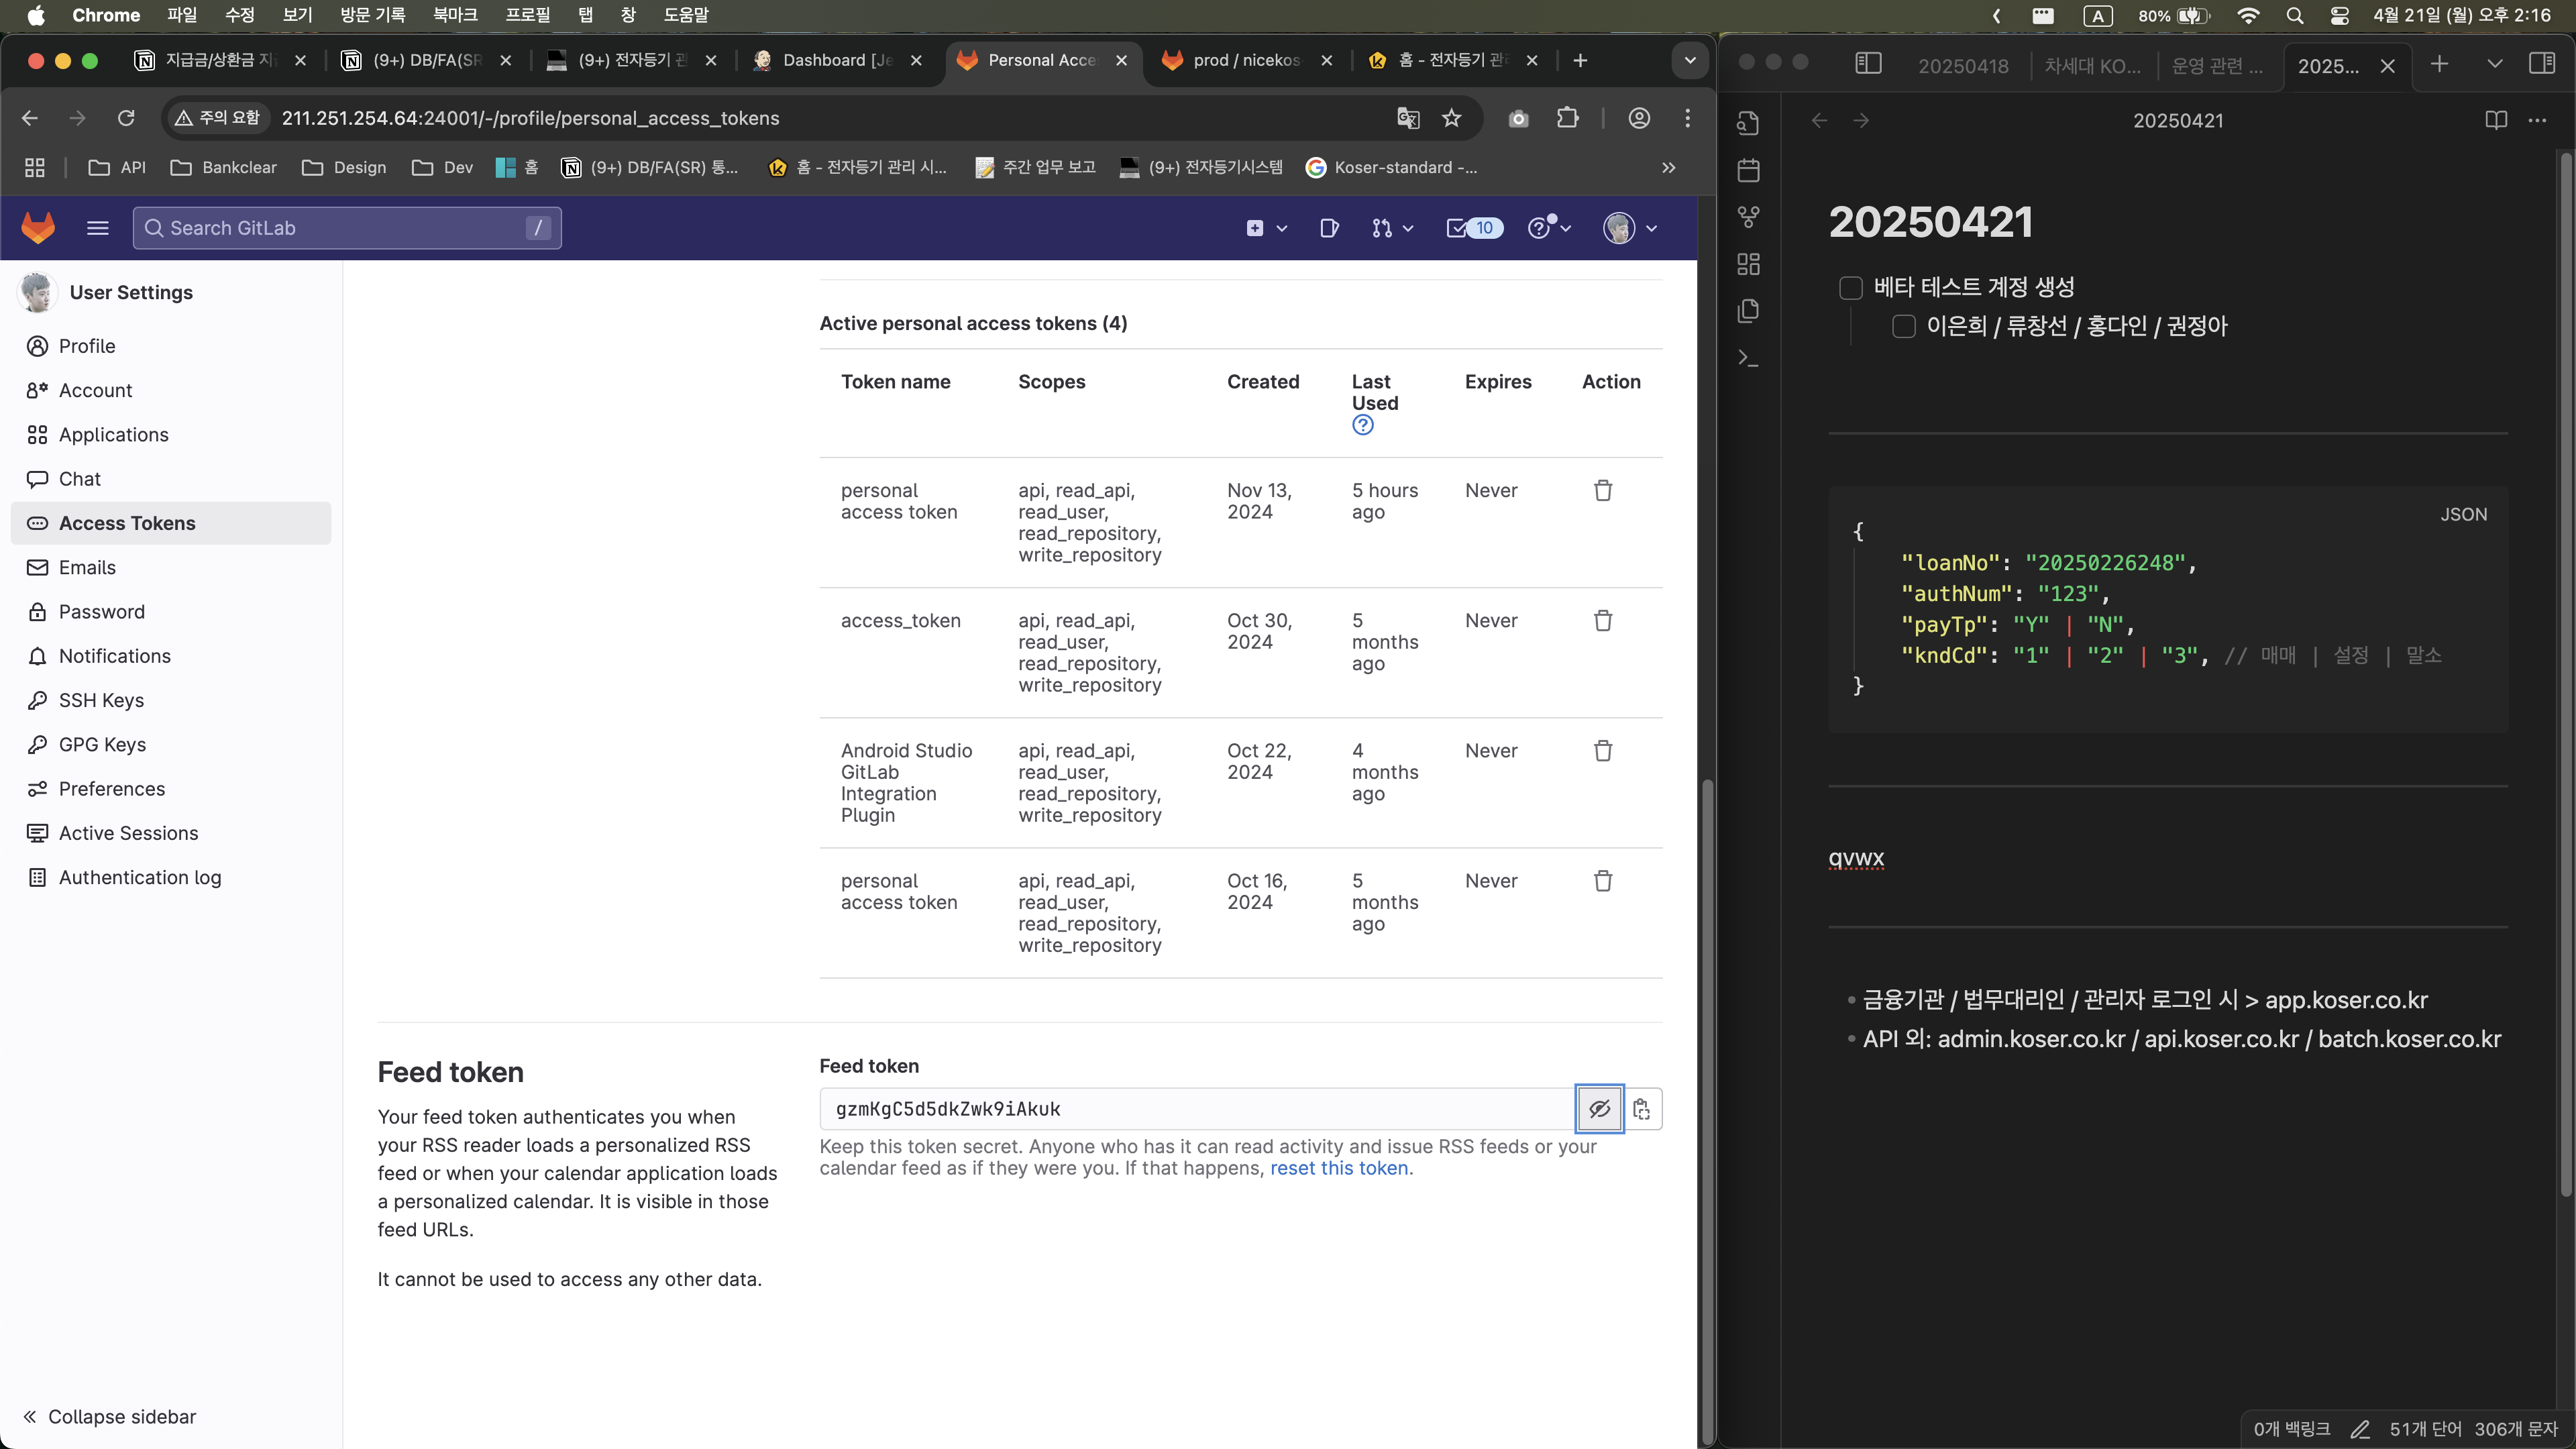 Chrome 파일 수정 보기 방문 기록 북마크 프로필 탭 창 도움말 A 80% 4월 21일 (월) 오후 2:16
지급금/상환금 지 (9+) DB/FA(SR (9+) 전자등기 관 Dashboard [Je Personal Acce prod / nicekos 홈 - 전자등기 관
주의 요함 211.251.254.64:24001/-/profile/personal_access_tokens
API Bankclear Design Dev 홈 (9+) DB/FA(SR) 통... 홈 - 전자등기 관리 시... 주간 업무 보고 (9+) 전자등기시스템 Koser-standard -...
Search GitLab / 10
User Settings
Profile
Account
Applications
Chat
Access Tokens
Emails
Password
Notifications
SSH Keys
GPG Keys
Preferences
Active Sessions
Authentication log
Collapse sidebar
Active personal access tokens (4)
Token name Scopes Created Last Used Expires Action
personal access token api, read_api, read_user, read_repository, write_repository Nov 13, 2024 5 hours ago Never
access_token api, read_api, read_user, read_repository, write_repository Oct 30, 2024 5 months ago Never
Android Studio GitLab Integration Plugin api, read_api, read_user, read_repository, write_repository Oct 22, 2024 4 months ago Never
personal access token api, read_api, read_user, read_repository, write_repository Oct 16, 2024 5 months ago Never
Feed token
Your feed token authenticates you when
your RSS reader loads a personalized RSS
feed or when your calendar application loads
a personalized calendar. It is visible in those
feed URLs.
It cannot be used to access any other data.
Feed token
gzmKgC5d5dkZwk9iAkuk
Keep this token secret. Anyone who has it can read activity and issue RSS feeds or your
calendar feed as if they were you. If that happens, reset this token.
20250418 차세대 KO... 운영 관련 ... 2025...
20250421
20250421
베타 테스트 계정 생성
이은희 / 류창선 / 홍다인 / 권정아
JSON
{
"loanNo": "20250226248",
"authNum": "123",
"payTp": "Y" | "N",
"kndCd": "1" | "2" | "3", // 매매 | 설정 | 말소
}
qvwx
• 금융기관 / 법무대리인 / 관리자 로그인 시 > app.koser.co.kr
• API 외: admin.koser.co.kr / api.koser.co.kr / batch.koser.co.kr
0개 백링크 51개 단어 306개 문자